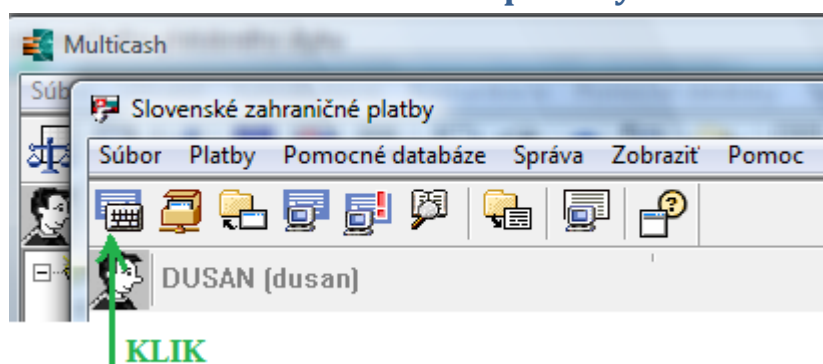 Multicash
Súb
Slovenské zahraničné platby
Súbor Platby Pomocné databáze Správa Zobraziť Pomoc
DUSAN (dusan)
KLIK